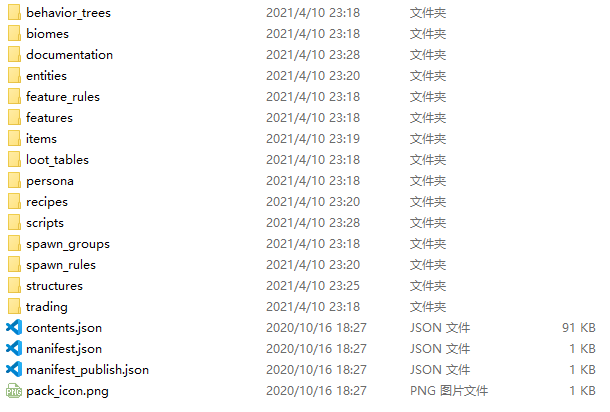 behavior_trees 2021/4/10 23:18 文件夹
biomes 2021/4/10 23:18 文件夹
documentation 2021/4/10 23:28 文件夹
entities 2021/4/10 23:20 文件夹
feature_rules 2021/4/10 23:18 文件夹
features 2021/4/10 23:18 文件夹
items 2021/4/10 23:19 文件夹
loot_tables 2021/4/10 23:18 文件夹
persona 2021/4/10 23:18 文件夹
recipes 2021/4/10 23:20 文件夹
scripts 2021/4/10 23:28 文件夹
spawn_groups 2021/4/10 23:18 文件夹
spawn_rules 2021/4/10 23:20 文件夹
structures 2021/4/10 23:25 文件夹
trading 2021/4/10 23:18 文件夹
contents.json 2020/10/16 18:27 JSON 文件 91 KB
manifest.json 2020/10/16 18:27 JSON 文件 1 KB
manifest_publish.json 2020/10/16 18:27 JSON 文件 1 KB
pack_icon.png 2020/10/16 18:27 PNG 图片文件 1 KB